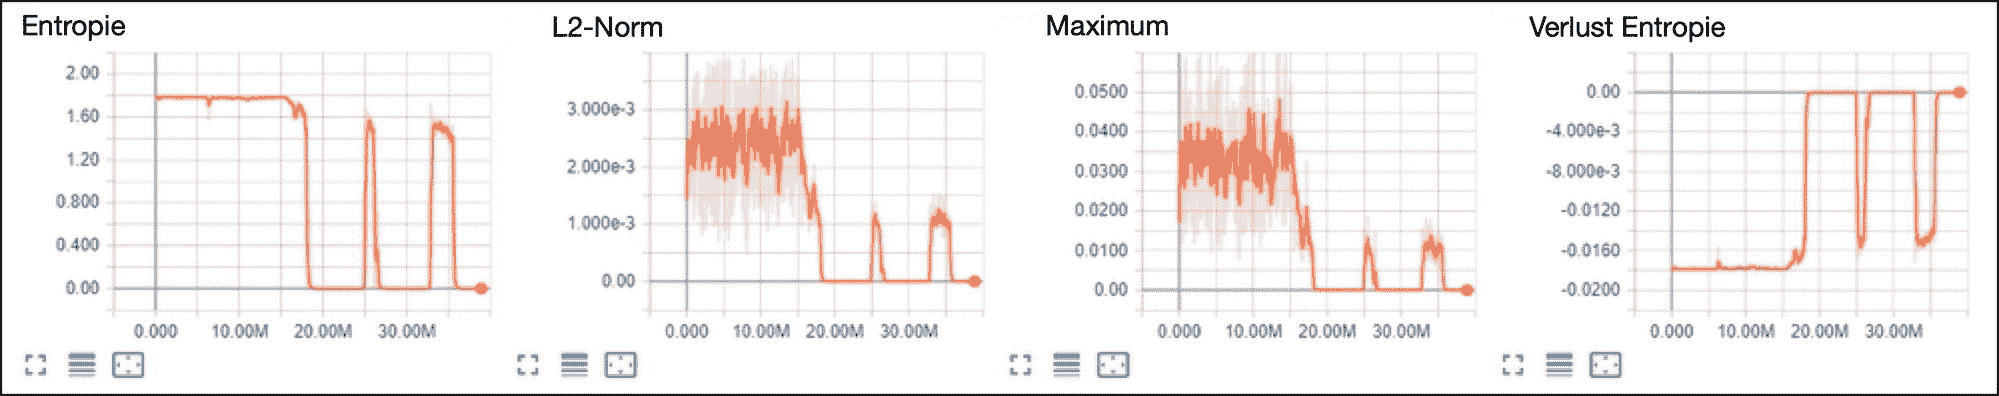 Entropie
2.00
1.60
1.20
0.800
0.400
0.00
0.000 10.00M 20.00M 30.00M
L2-Norm
3.000e-3
2.000e-3
1.000e-3
0.00
0.000 10.00M 20.00M 30.00M
Maximum
0.0500
0.0400
0.0300
0.0200
0.0100
0.00
0.000 10.00M 20.00M 30.00M
Verlust Entropie
0.00
-4.000e-3
-8.000e-3
-0.0120
-0.0160
-0.0200
0.000 10.00M 20.00M 30.00M